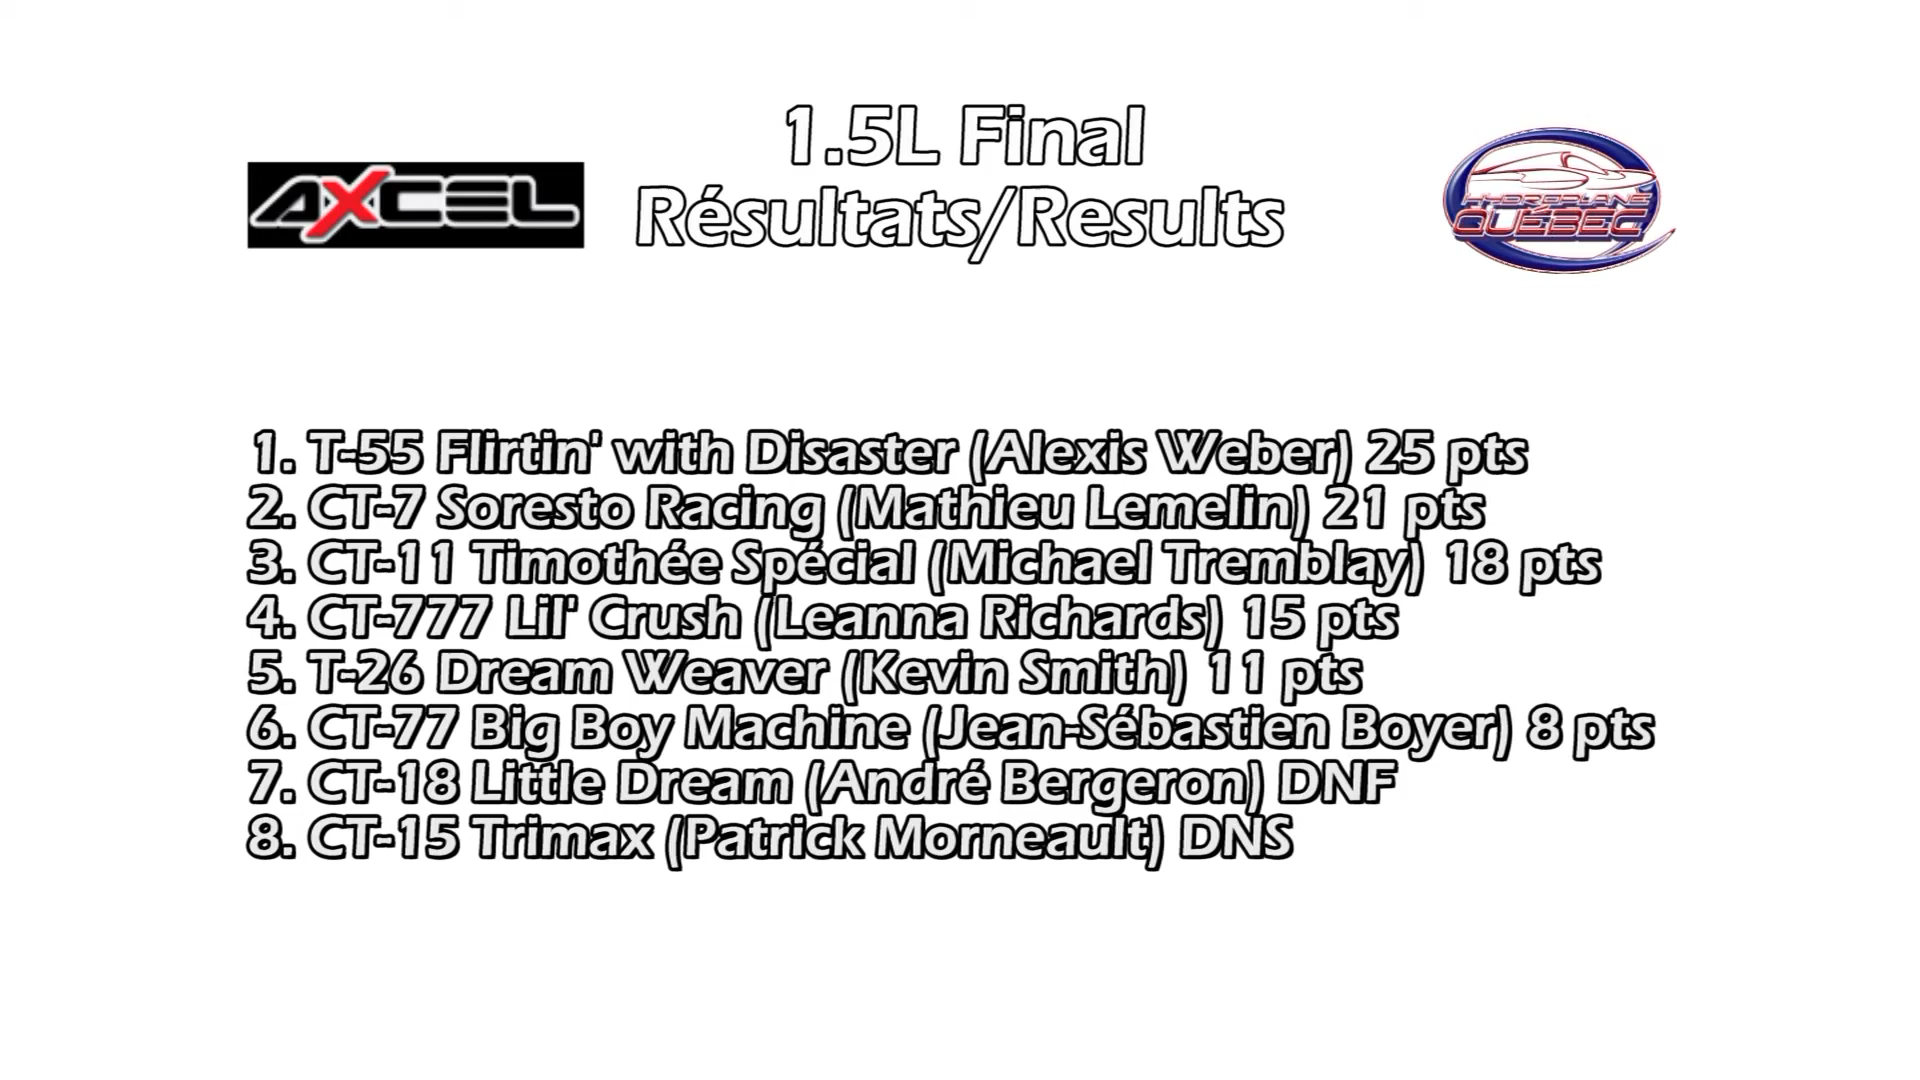 1.5L Final
AXCEL
Résultats/Results
HYDROPLANE
QUÉBEC
1. T-55 Flirtin' with Disaster (Alexis Weber) 25 pts
2. CT-7 Soresto Racing (Mathieu Lemelin) 21 pts
3. CT-11 Timothée Spécial (Michael Tremblay) 18 pts
4. CT-777 Lil' Crush (Leanna Richards) 15 pts
5. T-26 Dream Weaver (Kevin Smith) 11 pts
6. CT-77 Big Boy Machine (Jean-Sébastien Boyer) 8 pts
7. CT-18 Little Dream (André Bergeron) DNF
8. CT-15 Trimax (Patrick Morneault) DNS